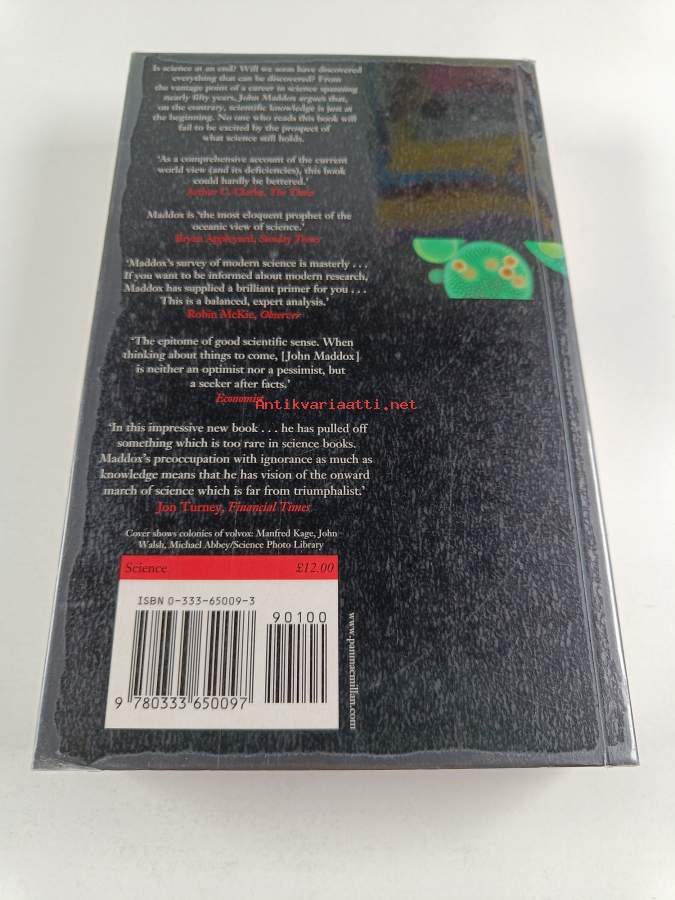 Is science at an end? Will we soon have discovered
everything that can be discovered? From
the vantage point of a career in science spanning
nearly fifty years, John Maddox argues that,
on the contrary, scientific knowledge is just at
the beginning. No one who reads this book will
fail to be excited by the prospect of
what science still holds.
‘As a comprehensive account of the current
world view (and its deficiencies), this book
could hardly be bettered.’
Arthur C. Clarke, The Times
Maddox is ‘the most eloquent prophet of the
oceanic view of science.’
Bryan Appleyard, Sunday Times
‘Maddox’s survey of modern science is masterly . . .
If you want to be informed about modern research,
Maddox has supplied a brilliant primer for you . . .
This is a balanced, expert analysis.’
Robin McKie, Observer
‘The epitome of good scientific sense. When
thinking about things to come, [John Maddox]
is neither an optimist nor a pessimist, but
a seeker after facts.’
Economist
Antikvariaatti.net
‘In this impressive new book . . . he has pulled off
something which is too rare in science books.
Maddox’s preoccupation with ignorance as much as
knowledge means that he has vision of the onward
march of science which is far from triumphalist.’
Jon Turney, Financial Times
Cover shows colonies of volvox: Manfred Kage, John
Walsh, Michael Abbey/Science Photo Library
Science £12.00
ISBN 0-333-65009-3
90100
9 780333 650097
www.panmacmillan.com